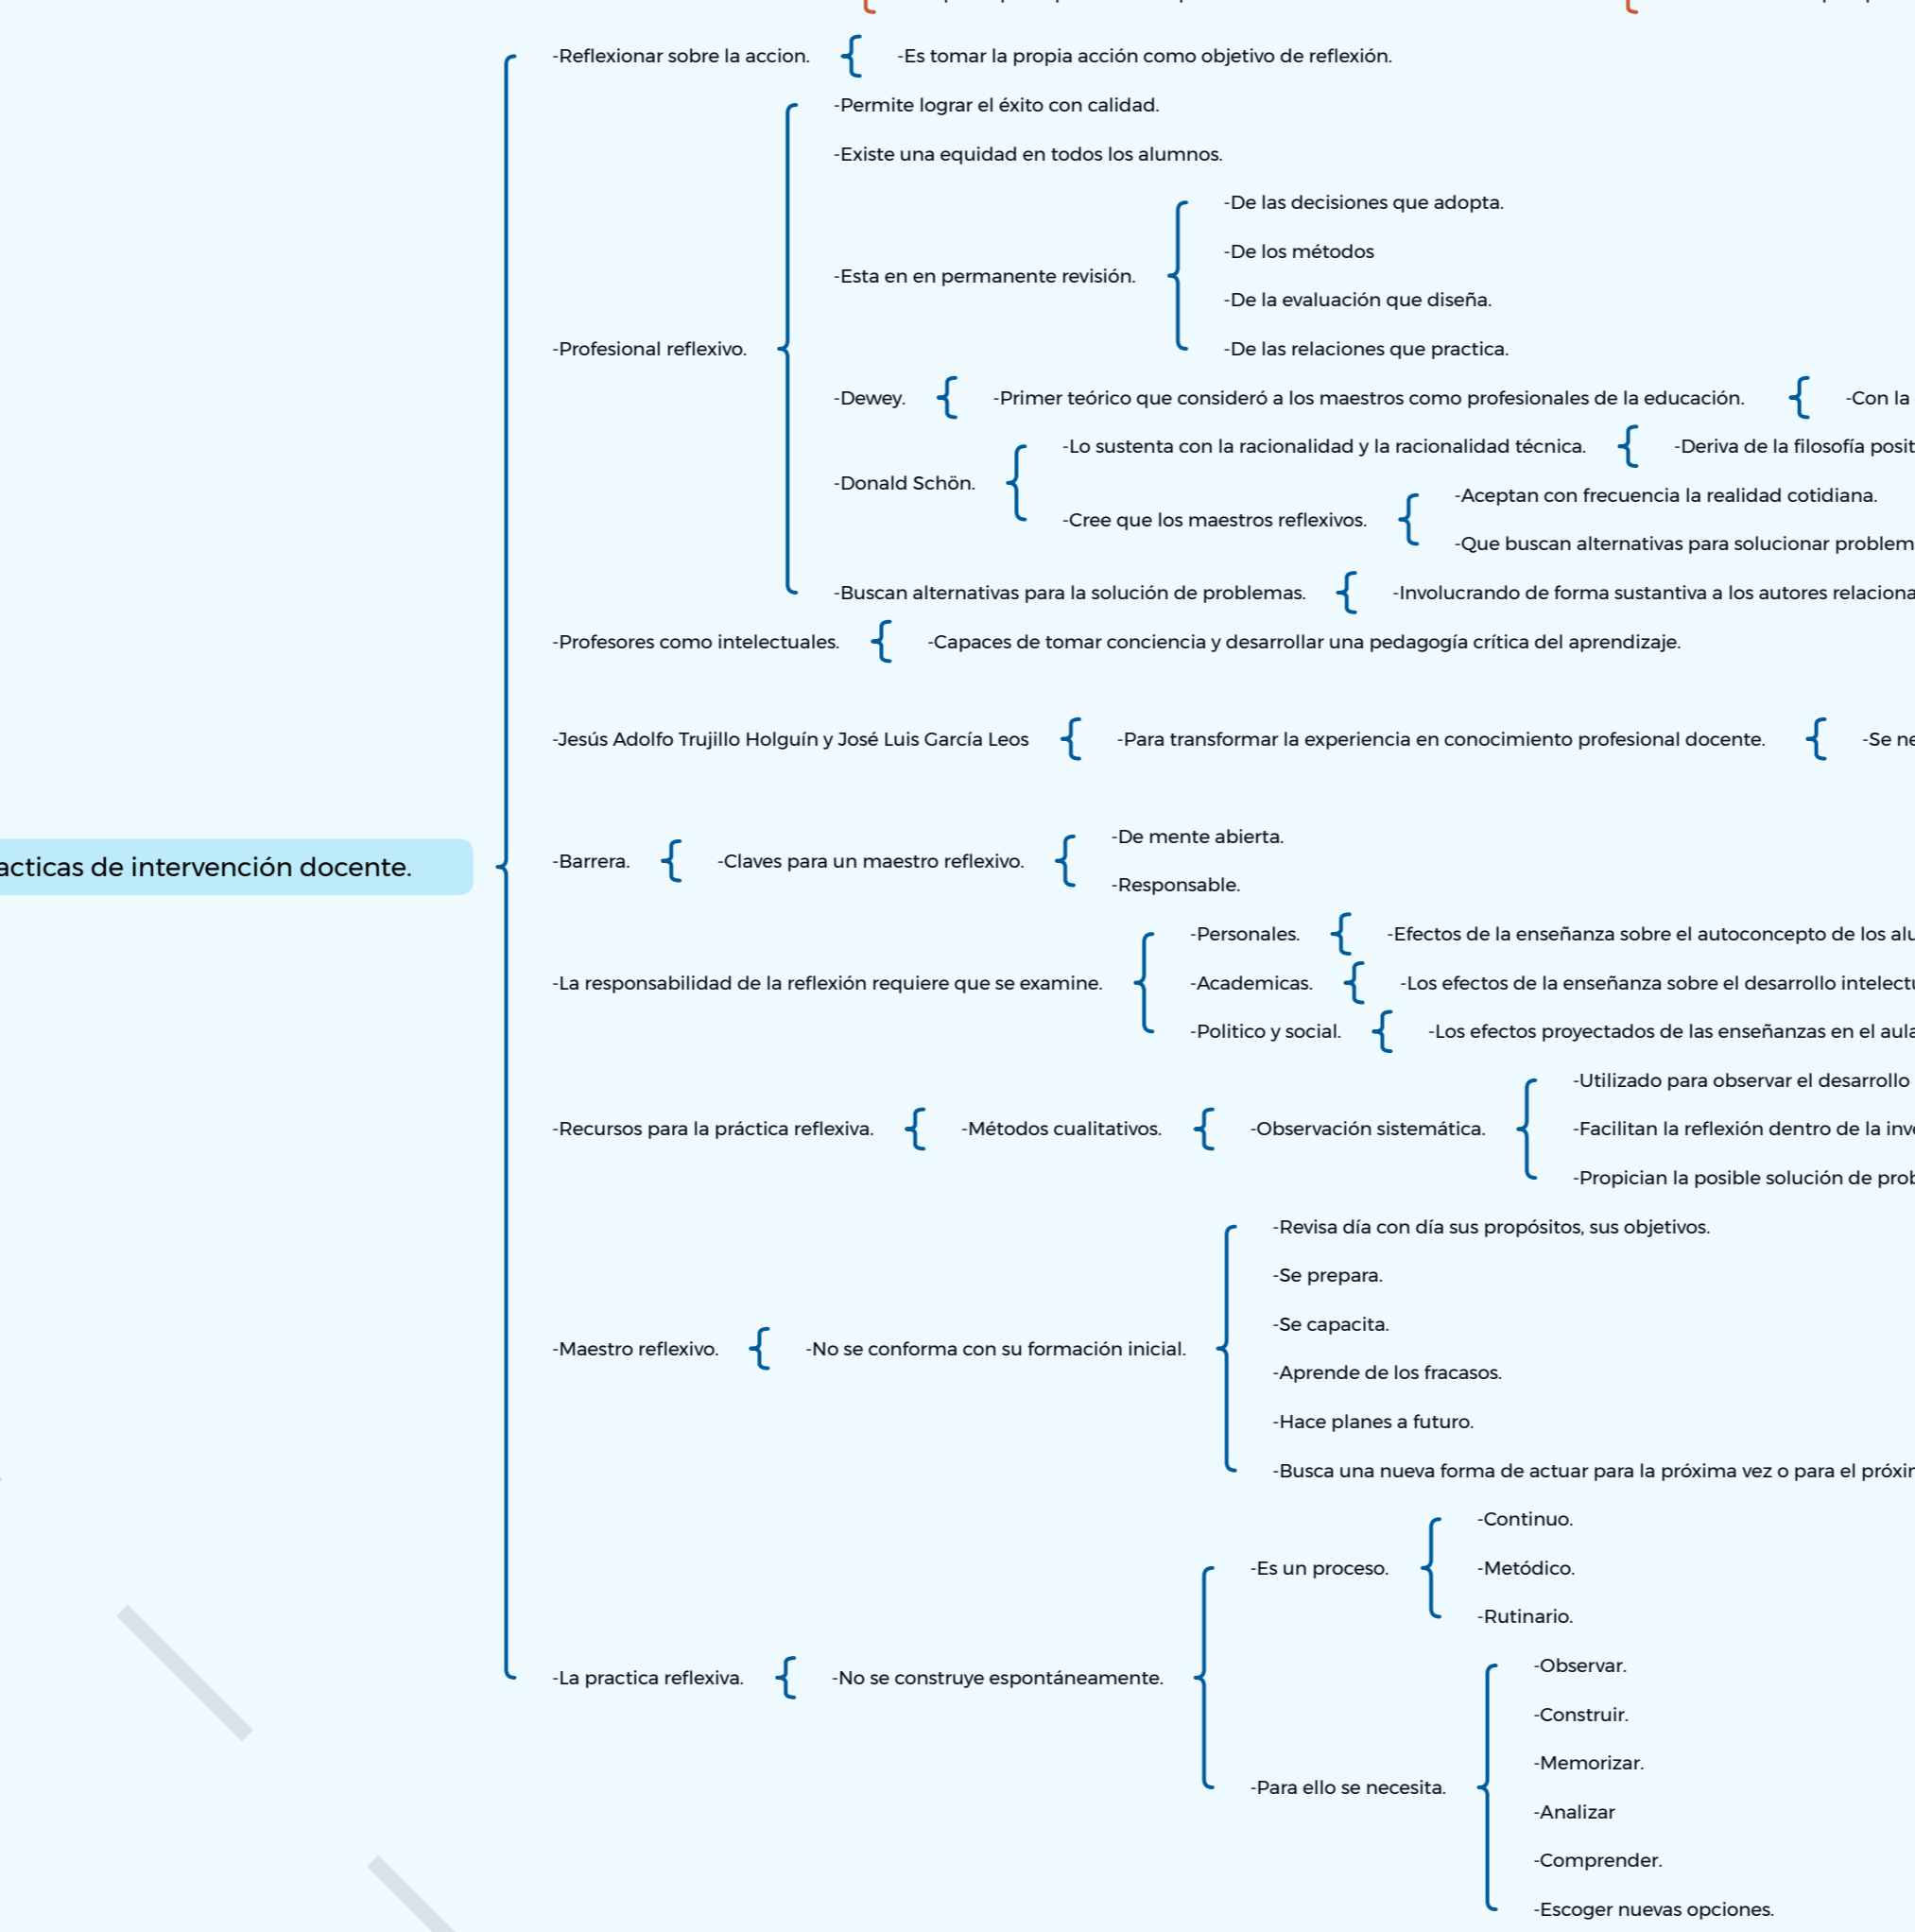 -Reflexionar sobre la accion.
-Es tomar la propia acción como objetivo de reflexión.
-Profesional reflexivo.
-Permite lograr el éxito con calidad.
-Existe una equidad en todos los alumnos.
-Esta en en permanente revisión.
-De las decisiones que adopta.
-De los métodos
-De la evaluación que diseña.
-De las relaciones que practica.
-Dewey.
-Primer teórico que consideró a los maestros como profesionales de la educación.
-Con la
-Donald Schön.
-Lo sustenta con la racionalidad y la racionalidad técnica.
-Deriva de la filosofía posit
-Cree que los maestros reflexivos.
-Aceptan con frecuencia la realidad cotidiana.
-Que buscan alternativas para solucionar problem
-Buscan alternativas para la solución de problemas.
-Involucrando de forma sustantiva a los autores relaciona
-Profesores como intelectuales.
-Capaces de tomar conciencia y desarrollar una pedagogía crítica del aprendizaje.
-Jesús Adolfo Trujillo Holguín y José Luis García Leos
-Para transformar la experiencia en conocimiento profesional docente.
-Se ne
acticas de intervención docente.
-Barrera.
-Claves para un maestro reflexivo.
-De mente abierta.
-Responsable.
-La responsabilidad de la reflexión requiere que se examine.
-Personales.
-Efectos de la enseñanza sobre el autoconcepto de los alu
-Academicas.
-Los efectos de la enseñanza sobre el desarrollo intelectu
-Politico y social.
-Los efectos proyectados de las enseñanzas en el aula
-Recursos para la práctica reflexiva.
-Métodos cualitativos.
-Observación sistemática.
-Utilizado para observar el desarrollo
-Facilitan la reflexión dentro de la inv
-Propician la posible solución de prob
-Maestro reflexivo.
-No se conforma con su formación inicial.
-Revisa día con día sus propósitos, sus objetivos.
-Se prepara.
-Se capacita.
-Aprende de los fracasos.
-Hace planes a futuro.
-Busca una nueva forma de actuar para la próxima vez o para el próxi
-La practica reflexiva.
-No se construye espontáneamente.
-Es un proceso.
-Continuo.
-Metódico.
-Rutinario.
-Para ello se necesita.
-Observar.
-Construir.
-Memorizar.
-Analizar
-Comprender.
-Escoger nuevas opciones.